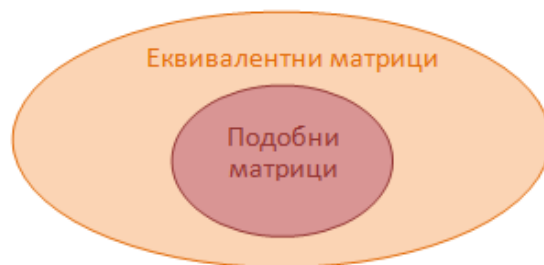 Еквивалентни матрици
Подобни
матрици